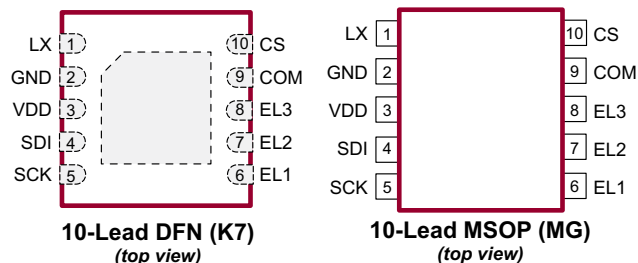 LX 1 10 CS
GND 2 9 COM
VDD 3 8 EL3
SDI 4 7 EL2
SCK 5 6 EL1
10-Lead DFN (K7)
(top view)
LX 1 10 CS
GND 2 9 COM
VDD 3 8 EL3
SDI 4 7 EL2
SCK 5 6 EL1
10-Lead MSOP (MG)
(top view)